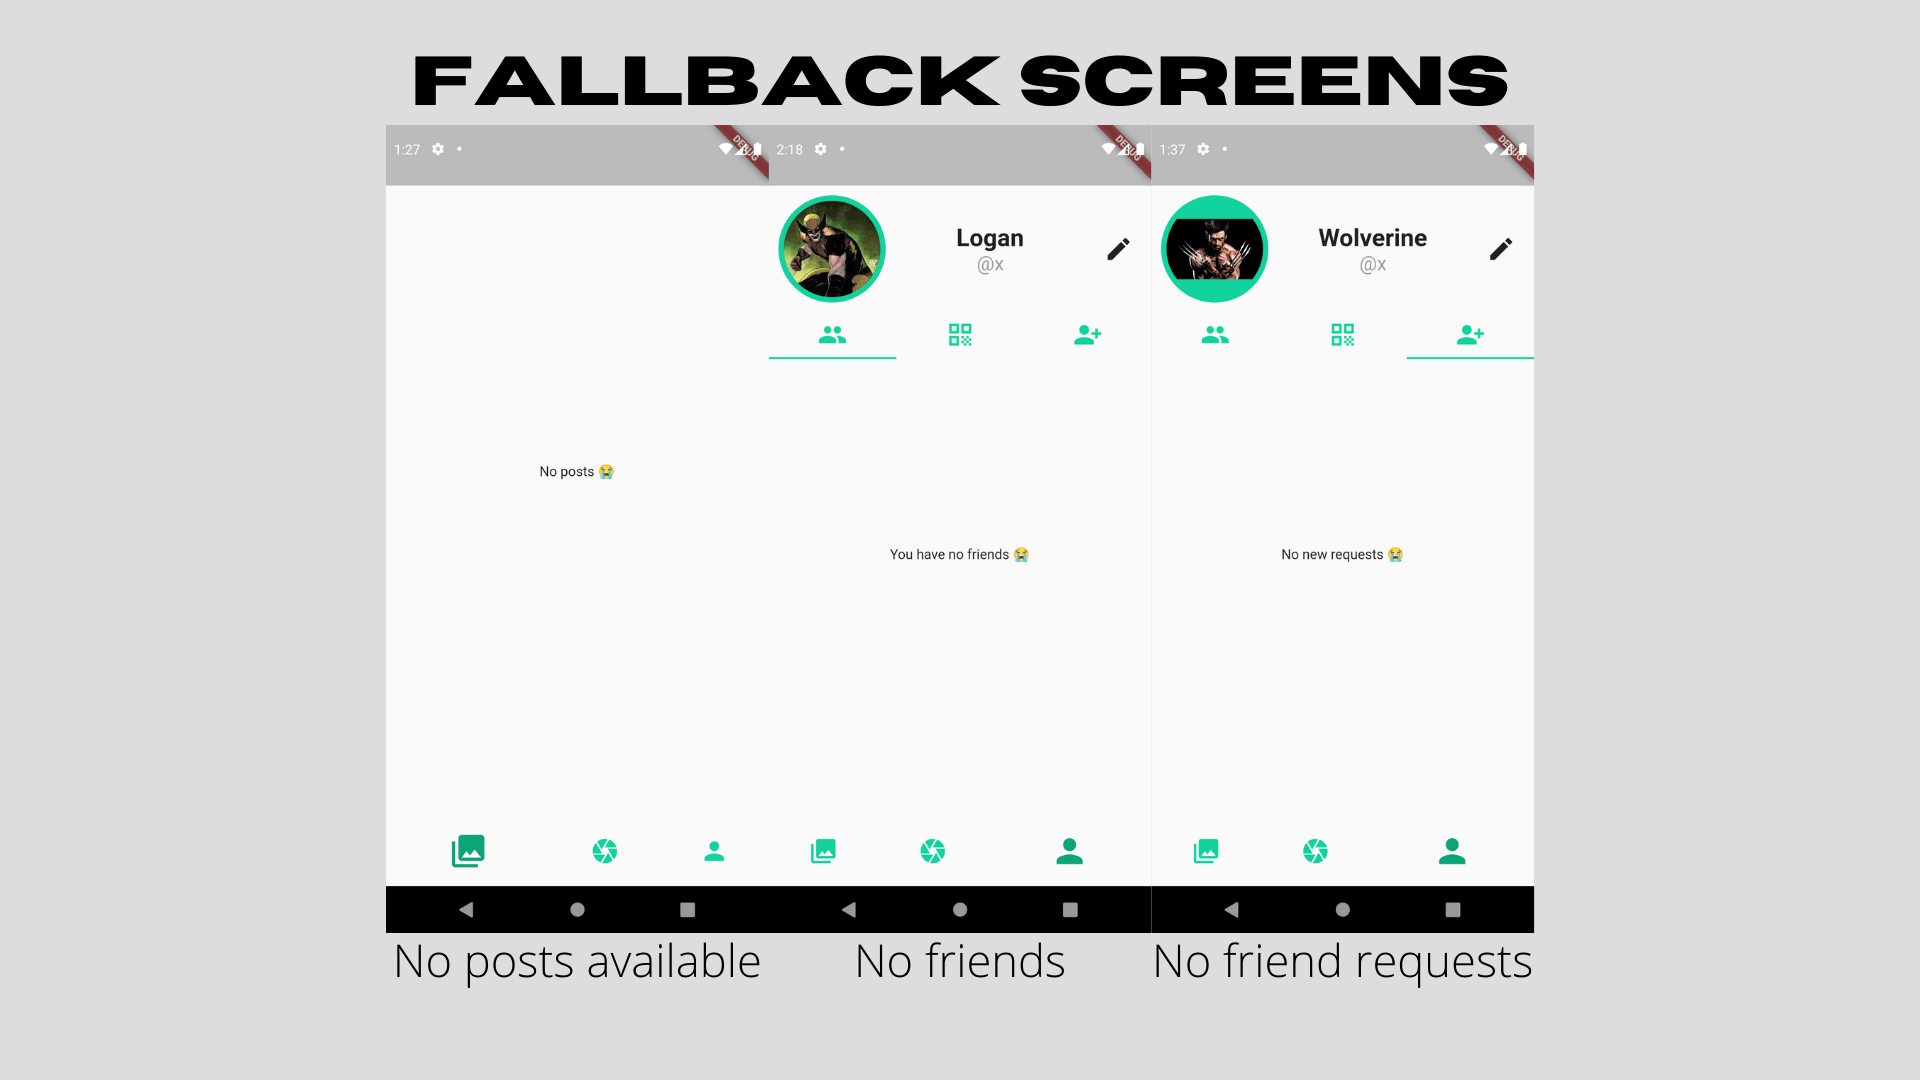 FALLBACK SCREENS
1:27
DEBUG
2:18
DEBUG
1:37
DEBUG
Logan
@x
Wolverine
@x
No posts 😭
You have no friends 😭
No new requests 😭
No posts available
No friends
No friend requests